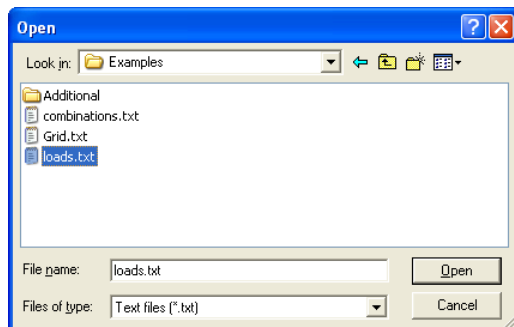 Open
Look in: Examples
Additional
combinations.txt
Grid.txt
loads.txt
File name: loads.txt Open
Files of type: Text files (*.txt) Cancel